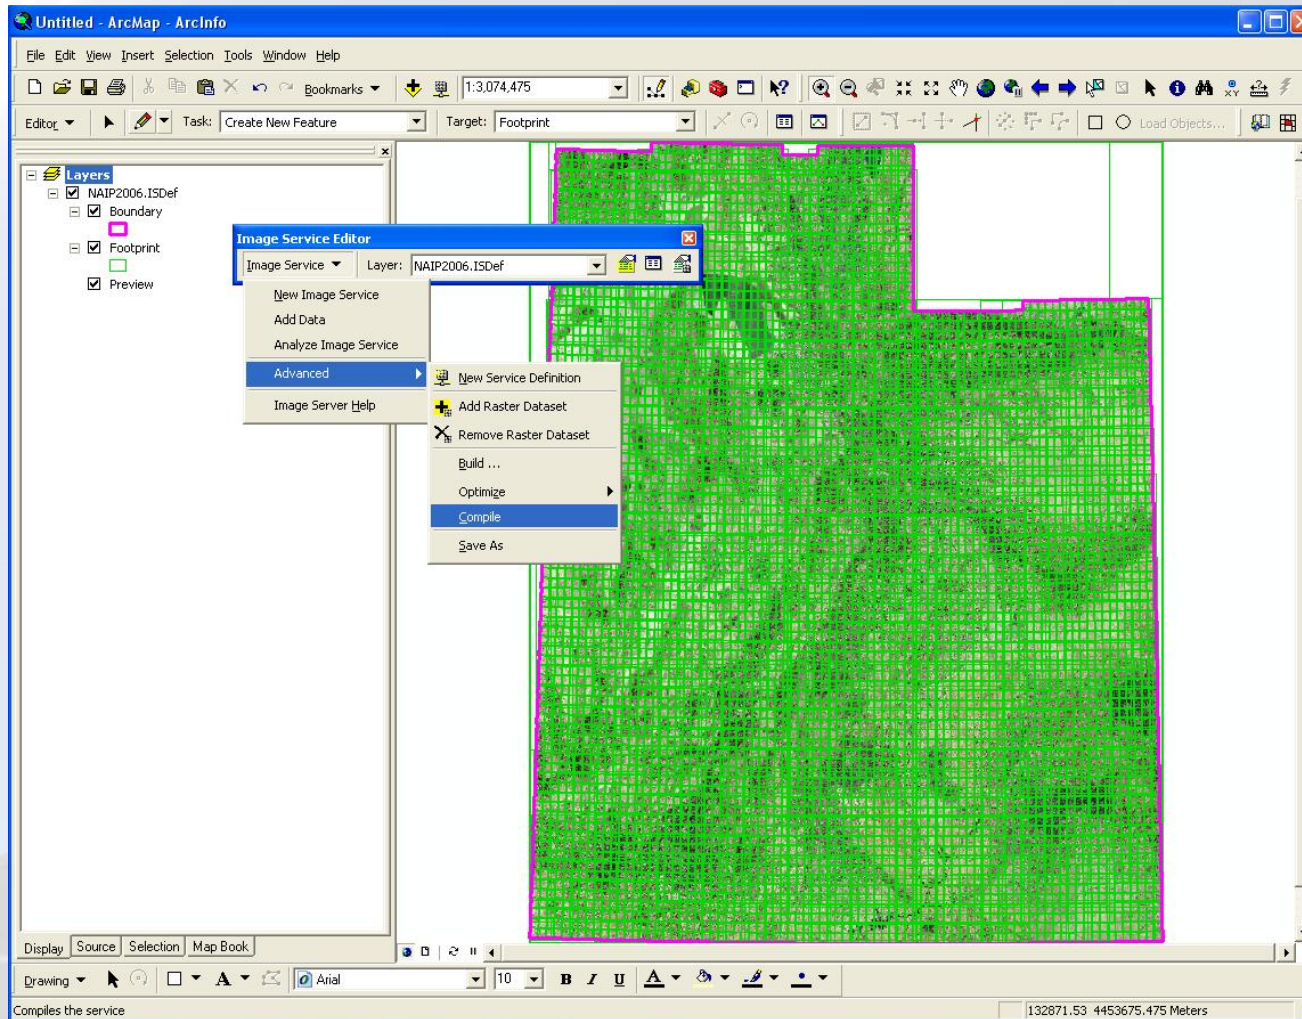 Untitled - ArcMap - ArcInfo
File Edit View Insert Selection Tools Window Help
Bookmarks 1:3,074,475
Editor Task: Create New Feature Target: Footprint Load Objects...
Layers
NAIP2006.ISDef
Boundary
Footprint
Preview
Image Service Editor
Image Service Layer: NAIP2006.ISDef
New Image Service
Add Data
Analyze Image Service
Advanced
Image Server Help
New Service Definition
Add Raster Dataset
Remove Raster Dataset
Build ...
Optimize
Compile
Save As
Display Source Selection Map Book
Drawing A Arial 10 B I U A
Compiles the service 132871.53 4453675.475 Meters